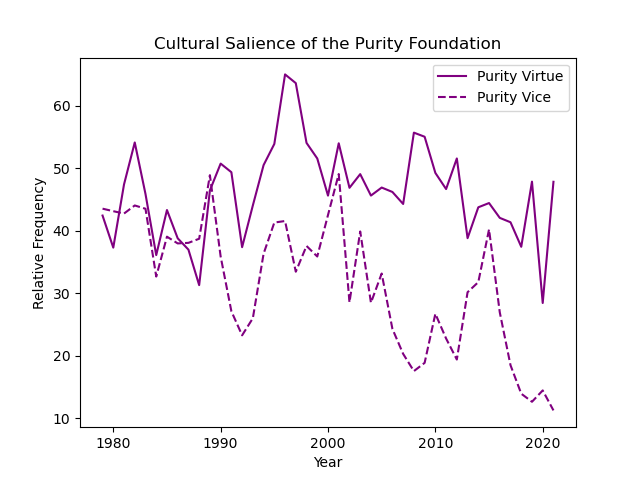 Cultural Salience of the Purity Foundation
Purity Virtue
Purity Vice
60
50
40
30
20
10
Relative Frequency
1980
1990
2000
2010
2020
Year